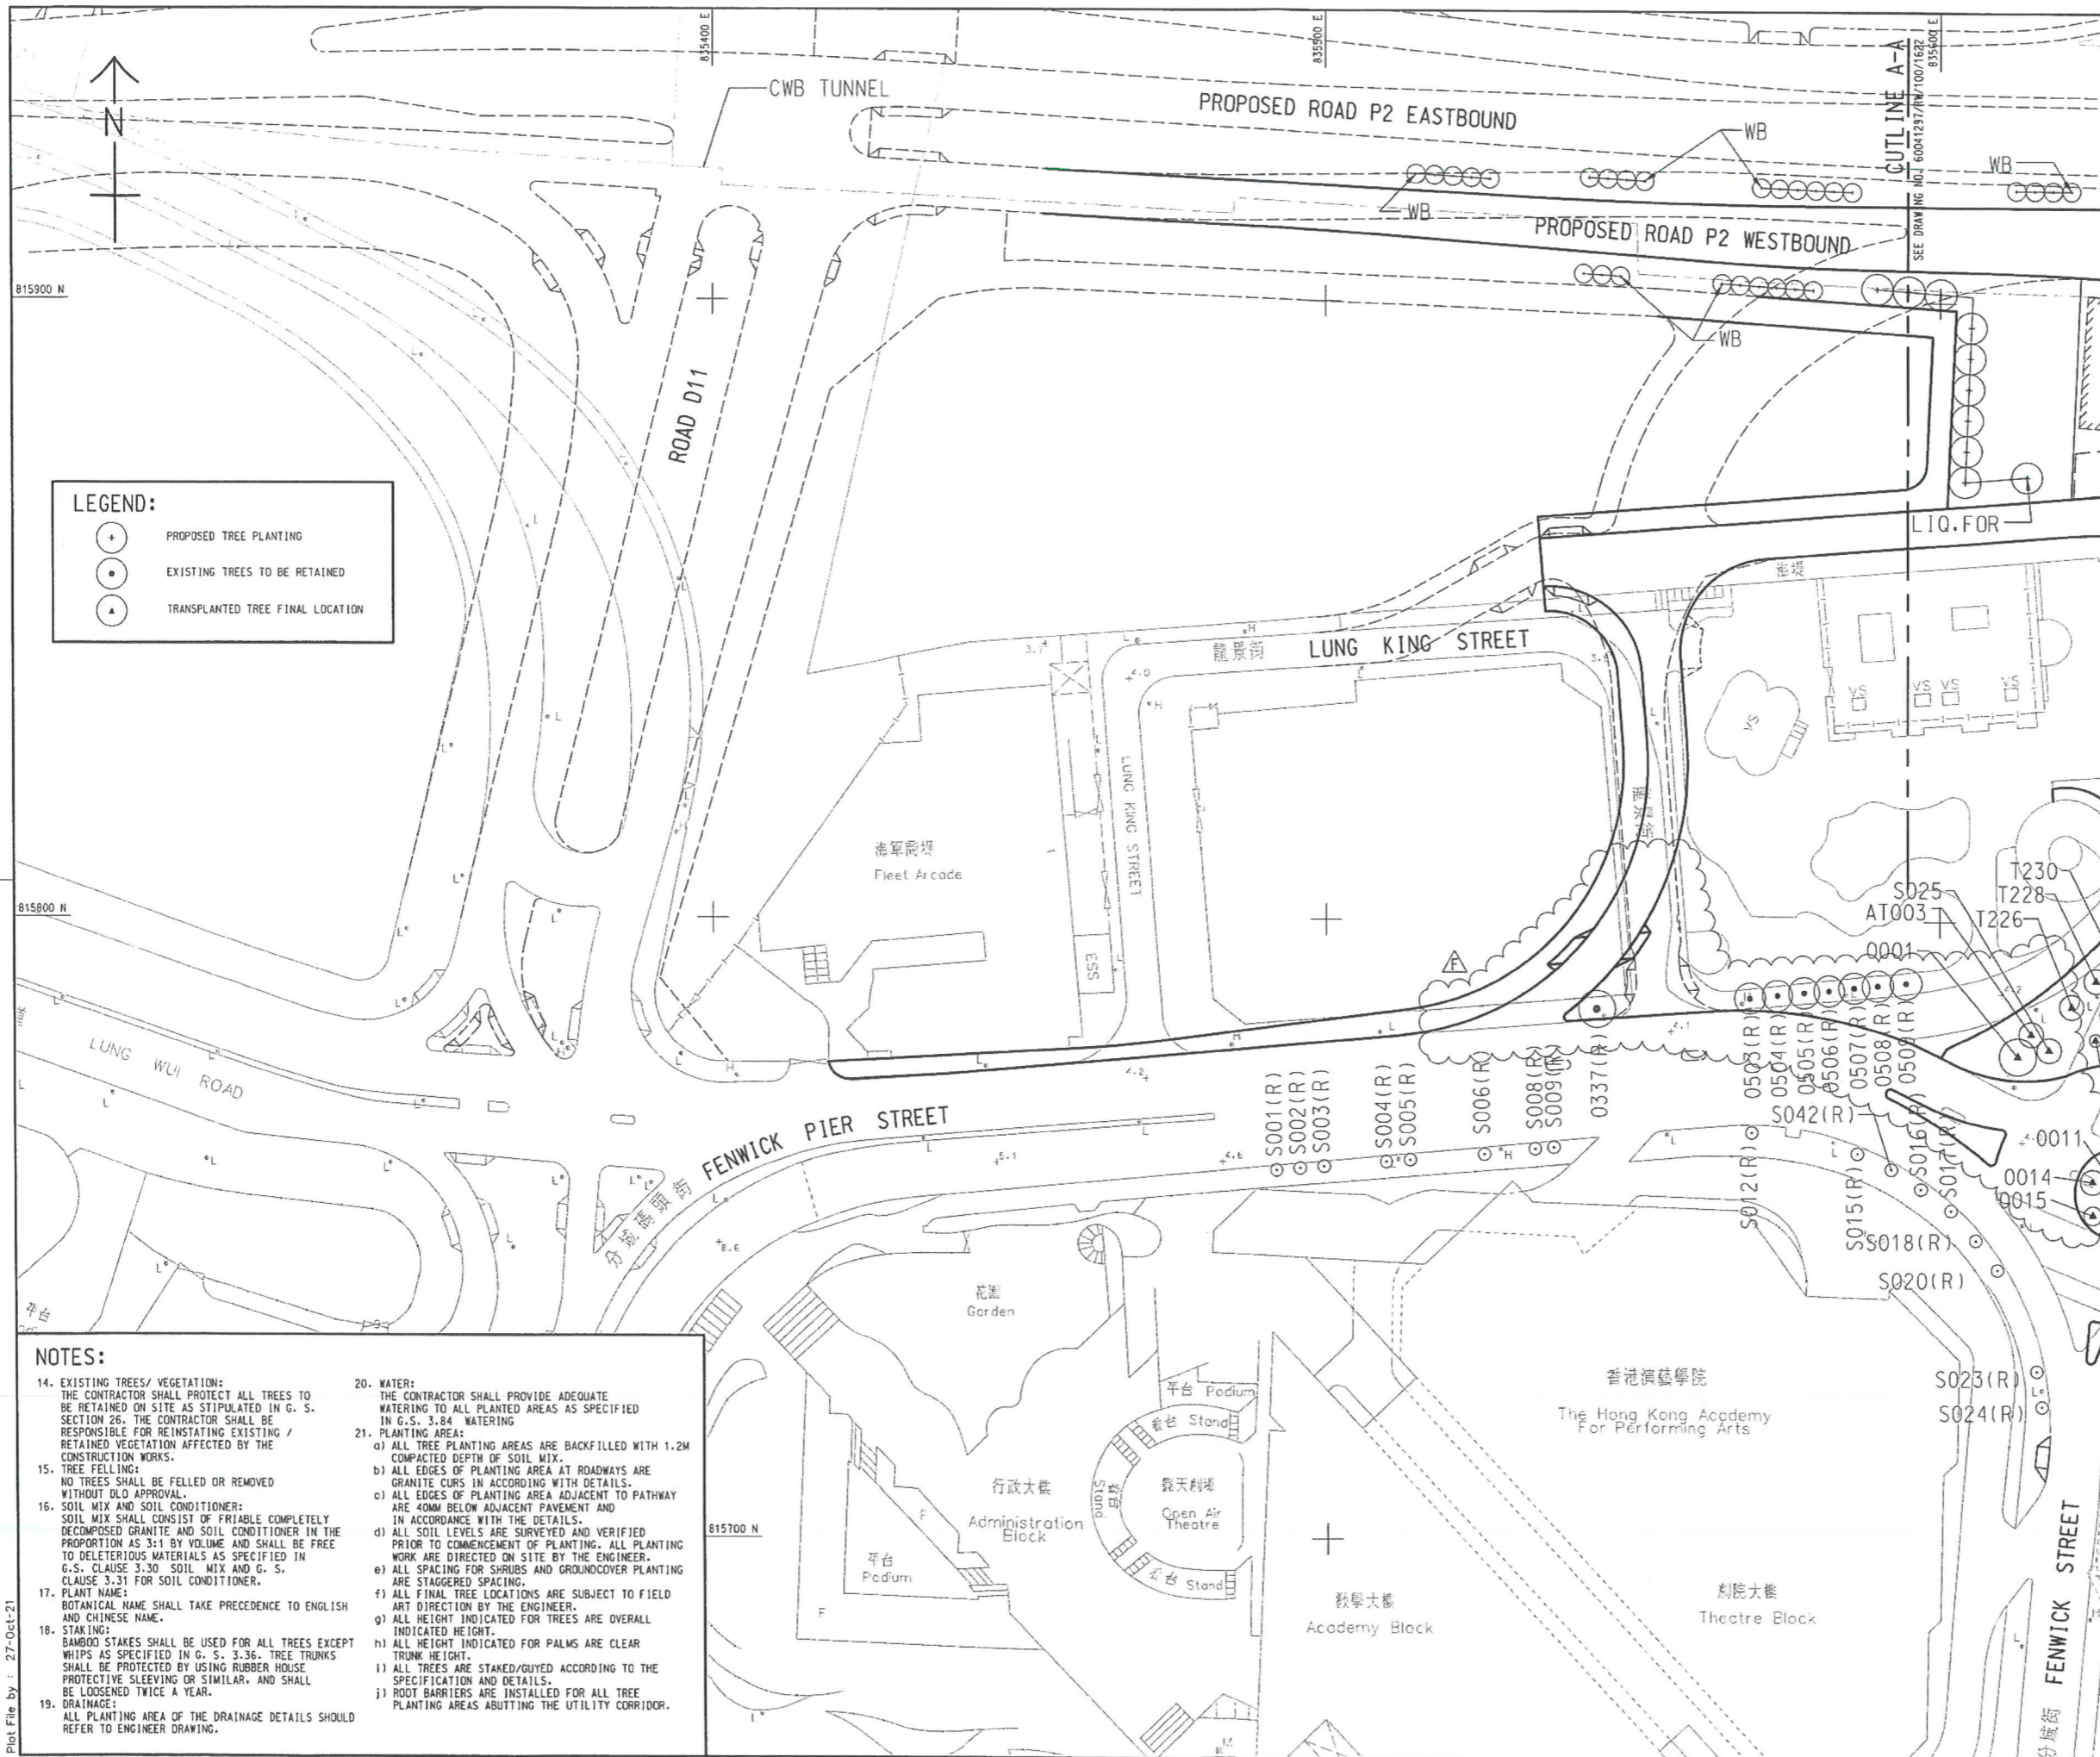 835400 E
835500 E
835600 E
CUTLINE A-A
SEE DRAWING NO. 60041297/RW/100/1622
N
CWB TUNNEL
PROPOSED ROAD P2 EASTBOUND
WB
WB
WB
PROPOSED ROAD P2 WESTBOUND
815900 N
WB
ROAD D11
LEGEND:
PROPOSED TREE PLANTING
EXISTING TREES TO BE RETAINED
TRANSPLANTED TREE FINAL LOCATION
LIQ.FOR
龍景街 LUNG KING STREET
VS
VS VS VS
LUNG KING STREET
海軍商場
Fleet Arcade
ESS
815800 N
T230
S025
T228
AT003
T226
0001
F
LUNG WUI ROAD
分域碼頭街 FENWICK PIER STREET
S001(R)
S002(R)
S003(R)
S004(R)
S005(R)
S006(R)
S008(R)
S009(R)
0337(R)
0503(R)
0504(R)
0505(R)
0506(R)
0507(R)
0508(R)
0509(R)
S042(R)
S012(R)
S015(R)
S016(R)
S017(R)
0011
0014
0015
S018(R)
S020(R)
S023(R)
S024(R)
平台
花園
Garden
平台 Podium
看台 Stand
看台
Stand
露天劇場
Open Air
Theatre
看台 Stand
行政大樓
Administration
Block
平台
Podium
F
F
香港演藝學院
The Hong Kong Academy
For Performing Arts
教學大樓
Academy Block
劇院大樓
Theatre Block
分域街 FENWICK STREET
815700 N
NOTES:
14. EXISTING TREES/ VEGETATION:
THE CONTRACTOR SHALL PROTECT ALL TREES TO
BE RETAINED ON SITE AS STIPULATED IN G. S.
SECTION 26. THE CONTRACTOR SHALL BE
RESPONSIBLE FOR REINSTATING EXISTING /
RETAINED VEGETATION AFFECTED BY THE
CONSTRUCTION WORKS.
15. TREE FELLING:
NO TREES SHALL BE FELLED OR REMOVED
WITHOUT DLO APPROVAL.
16. SOIL MIX AND SOIL CONDITIONER:
SOIL MIX SHALL CONSIST OF FRIABLE COMPLETELY
DECOMPOSED GRANITE AND SOIL CONDITIONER IN THE
PROPORTION AS 3:1 BY VOLUME AND SHALL BE FREE
TO DELETERIOUS MATERIALS AS SPECIFIED IN
G.S. CLAUSE 3.30 SOIL MIX AND G. S.
CLAUSE 3.31 FOR SOIL CONDITIONER.
17. PLANT NAME:
BOTANICAL NAME SHALL TAKE PRECEDENCE TO ENGLISH
AND CHINESE NAME.
18. STAKING:
BAMBOO STAKES SHALL BE USED FOR ALL TREES EXCEPT
WHIPS AS SPECIFIED IN G. S. 3.36. TREE TRUNKS
SHALL BE PROTECTED BY USING RUBBER HOUSE
PROTECTIVE SLEEVING OR SIMILAR. AND SHALL
BE LOOSENED TWICE A YEAR.
19. DRAINAGE:
ALL PLANTING AREA OF THE DRAINAGE DETAILS SHOULD
REFER TO ENGINEER DRAWING.
20. WATER:
THE CONTRACTOR SHALL PROVIDE ADEQUATE
WATERING TO ALL PLANTED AREAS AS SPECIFIED
IN G.S. 3.84 WATERING
21. PLANTING AREA:
a) ALL TREE PLANTING AREAS ARE BACKFILLED WITH 1.2M
COMPACTED DEPTH OF SOIL MIX.
b) ALL EDGES OF PLANTING AREA AT ROADWAYS ARE
GRANITE CURS IN ACCORDING WITH DETAILS.
c) ALL EDGES OF PLANTING AREA ADJACENT TO PATHWAY
ARE 40MM BELOW ADJACENT PAVEMENT AND
IN ACCORDANCE WITH THE DETAILS.
d) ALL SOIL LEVELS ARE SURVEYED AND VERIFIED
PRIOR TO COMMENCEMENT OF PLANTING. ALL PLANTING
WORK ARE DIRECTED ON SITE BY THE ENGINEER.
e) ALL SPACING FOR SHRUBS AND GROUNDCOVER PLANTING
ARE STAGGERED SPACING.
f) ALL FINAL TREE LOCATIONS ARE SUBJECT TO FIELD
ART DIRECTION BY THE ENGINEER.
g) ALL HEIGHT INDICATED FOR TREES ARE OVERALL
INDICATED HEIGHT.
h) ALL HEIGHT INDICATED FOR PALMS ARE CLEAR
TRUNK HEIGHT.
i) ALL TREES ARE STAKED/GUYED ACCORDING TO THE
SPECIFICATION AND DETAILS.
j) ROOT BARRIERS ARE INSTALLED FOR ALL TREE
PLANTING AREAS ABUTTING THE UTILITY CORRIDOR.
Plot File by : 27-Oct-21